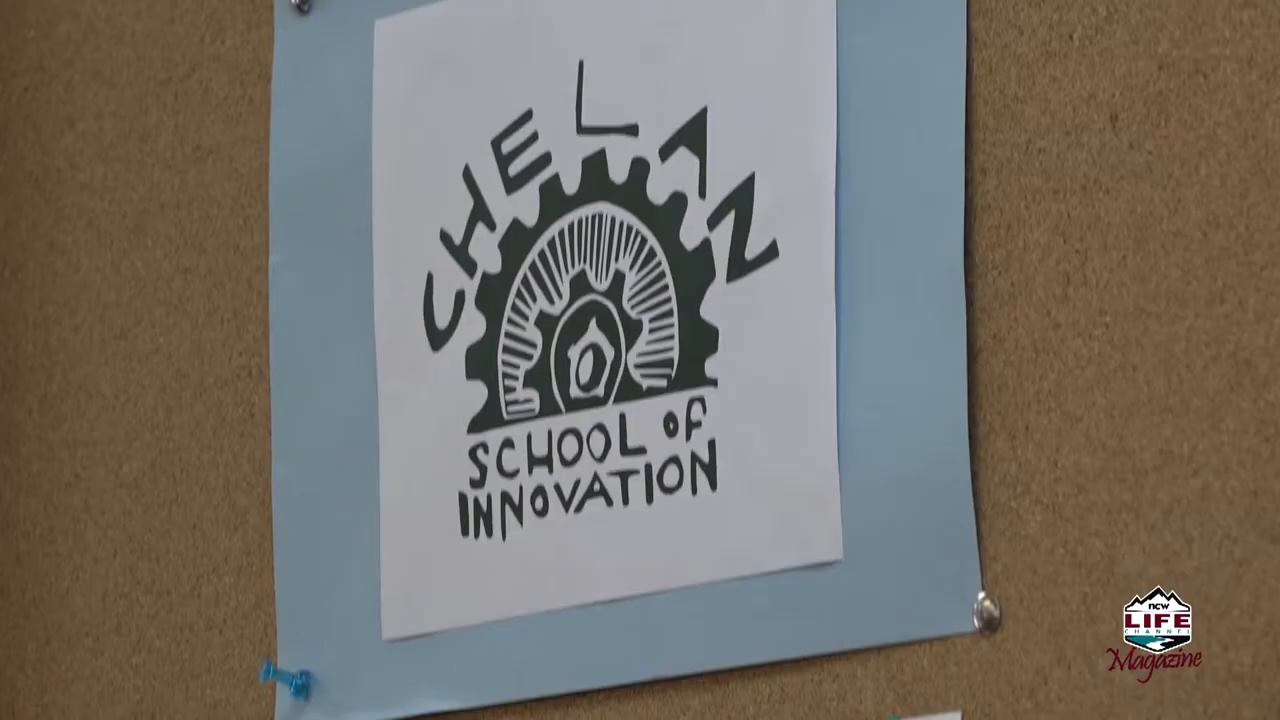 CHELAN
SCHOOL OF
INNOVATION
ncw
LIFE
CHANNEL
Magazine